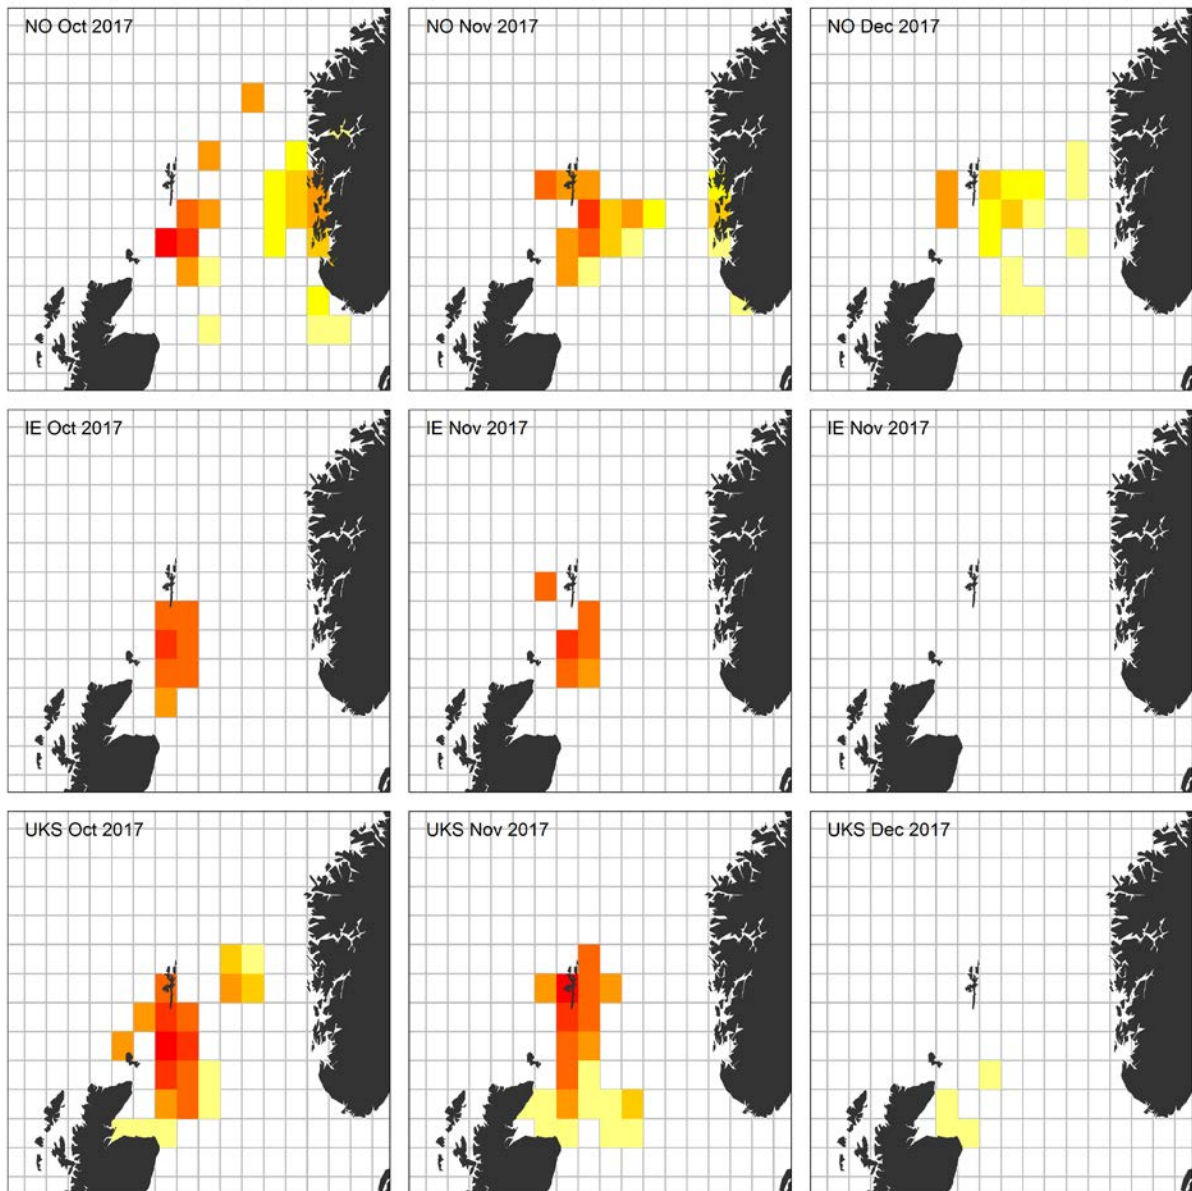 NO Oct 2017
NO Nov 2017
NO Dec 2017
IE Oct 2017
IE Nov 2017
IE Nov 2017
UKS Oct 2017
UKS Nov 2017
UKS Dec 2017